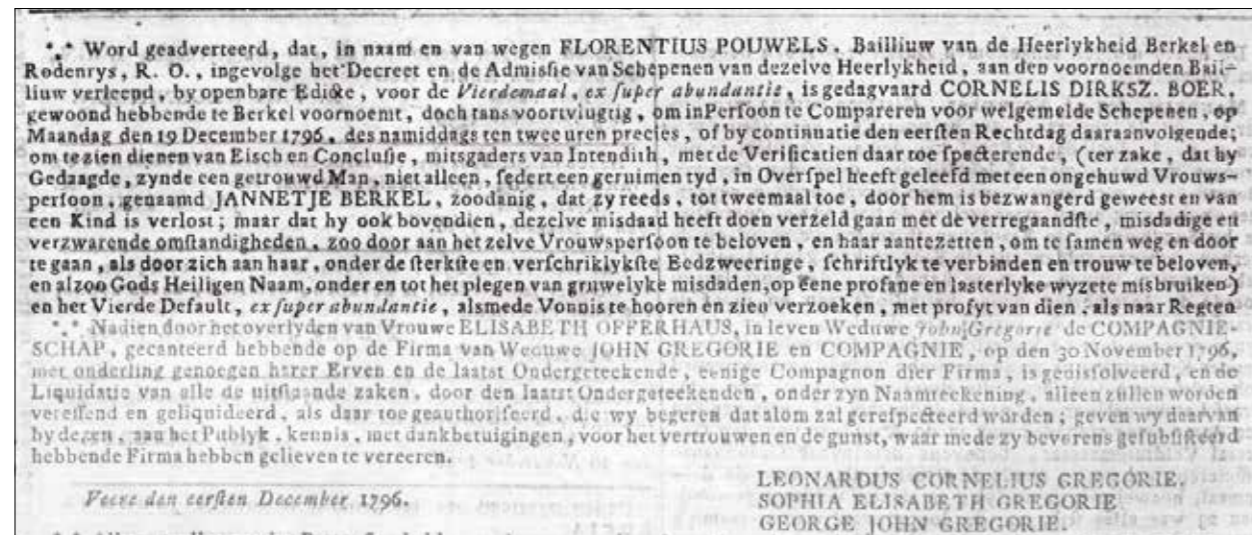 *.* Word geadverteerd, dat, in naam en van wegen FLORENTIUS POUWELS. Bailliuw van de Heerlykheid Berkel en
Rodenrys, R. O., ingevolge het Decreet en de Admisſie van Schepenen van dezelve Heerlykheid, aan den voornoemden Bail-
liuw verleend, by openbare Edicte, voor de Vierdemaal, ex ſuper abundantie, is gedagvaard CORNELIS DIRKSZ. BOER,
gewoond hebbende te Berkel voornoemt, doch tans voortvlugtig, om in Perſoon te Compareren voor welgemelde Schepenen, op
Maandag den 19 December 1796, des namiddags ten twee uren precies, of by continuatie den eerſten Rechtdag daaraanvolgende;
om te zien dienen van Eiſch en Concluſie, mitsgaders van Intendith, met de Verificatien daar toe ſpecterende, (ter zake, dat hy
Gedaagde, zynde een getrouwd Man, niet alleen, ſedert een geruimen tyd, in Overſpel heeft geleefd met een ongehuwd Vrouws-
perſoon, genaamd JANNETJE BERKEL, zoodanig, dat zy reeds, tot tweemaal toe, door hem is bezwangerd geweest en van
een Kind is verlost; maar dat hy ook bovendien, dezelve misdaad heeft doen verzeld gaan met de verregaandſte, misdadige en
verzwarende omſtandigheden, zoo door aan het zelve Vrouwsperſoon te beloven, en haar aantezetten, om te ſamen weg en door
te gaan, als door zich aan haar, onder de ſterkſte en verſchriklykſte Eedzweeringe, ſchriftlyk te verbinden en trouw te beloven,
en alzoo Gods Heiligen Naam, onder en tot het plegen van gruwelyke misdaden, op eene profane en lasterlyke wyze te misbruiken)
en het Vierde Default, ex ſuper abundantie, alsmede Vonnis te hooren en zien verzoeken, met profyt van dien, als naar Regten
*.* Nadien door het overlyden van Vrouwe ELISABETH OFFERHAUS, in leven Weduwe John Gregorie de COMPAGNIE-
SCHAP, gecanteerd hebbende op de Firma van Weduwe JOHN GREGORIE en COMPAGNIE, op den 30 November 1796,
met onderling genoegen harer Erven en de laatst Ondergeteekende, eenige Compagnon dier Firma, is gediſſolveerd, en de
Liquidatie van alle de uitſtaande zaken, door den laatst Ondergeteekenden, onder zyn Naamteekening, alleen zullen worden
vereffend en geliquideerd, als daar toe geauthoriſeerd, die wy begeren dat alom zal gereſpecteerd worden; geven wy daarvan
by dezen, aan het Publyk, kennis, met dankbetuigingen, voor het vertrouwen en de gunst, waar mede zy bevorens geſubſiſteerd
hebbende Firma hebben gelieven te vereeren.
Veere den eerſten December 1796.
LEONARDUS CORNELIUS GREGORIE.
SOPHIA ELISABETH GREGORIE
GEORGE JOHN GREGORIE.